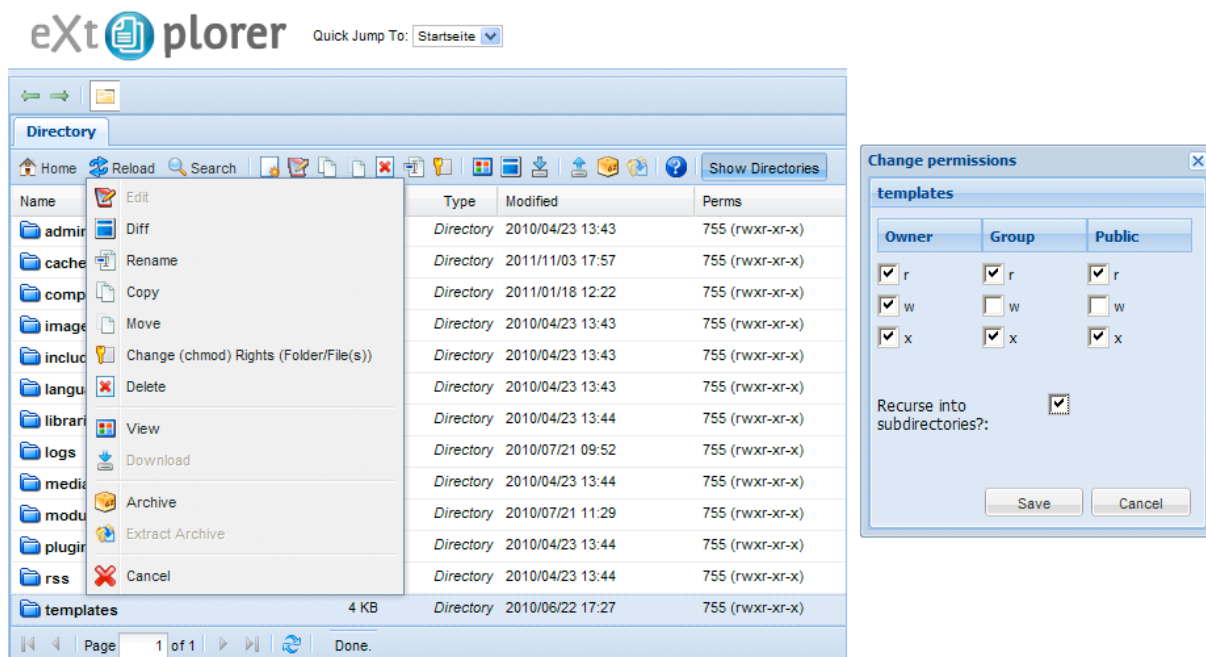 eXtplorer Quick Jump To: Startseite
Directory
Home Reload Search Show Directories
Name Type Modified Perms
admin Directory 2010/04/23 13:43 755 (rwxr-xr-x)
cache Directory 2011/11/03 17:57 755 (rwxr-xr-x)
comp Directory 2011/01/18 12:22 755 (rwxr-xr-x)
image Directory 2010/04/23 13:43 755 (rwxr-xr-x)
includ Directory 2010/04/23 13:43 755 (rwxr-xr-x)
langu Directory 2010/04/23 13:43 755 (rwxr-xr-x)
librari Directory 2010/04/23 13:44 755 (rwxr-xr-x)
logs Directory 2010/07/21 09:52 755 (rwxr-xr-x)
media Directory 2010/04/23 13:44 755 (rwxr-xr-x)
modu Directory 2010/07/21 11:29 755 (rwxr-xr-x)
plugin Directory 2010/04/23 13:44 755 (rwxr-xr-x)
rss Directory 2010/04/23 13:44 755 (rwxr-xr-x)
templates 4 KB Directory 2010/06/22 17:27 755 (rwxr-xr-x)
Page 1 of 1 Done.
Edit
Diff
Rename
Copy
Move
Change (chmod) Rights (Folder/File(s))
Delete
View
Download
Archive
Extract Archive
Cancel
Change permissions
templates
Owner Group Public
r r r
w w w
x x x
Recurse into
subdirectories?:
Save Cancel